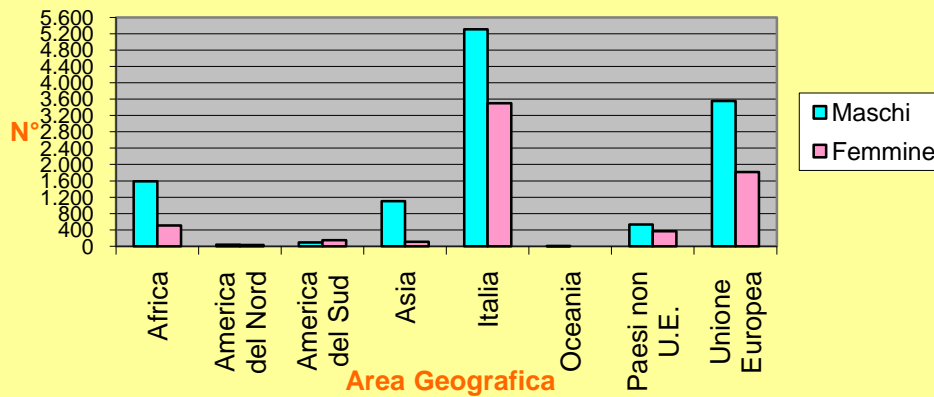 5.600
5.200
4.800
4.400
4.000
3.600
3.200
2.800
2.400
2.000
1.600
1.200
800
400
0
N°
Maschi
Femmine
Africa
America
del Nord
America
del Sud
Asia
Italia
Oceania
Paesi non
U.E.
Unione
Europea
Area Geografica